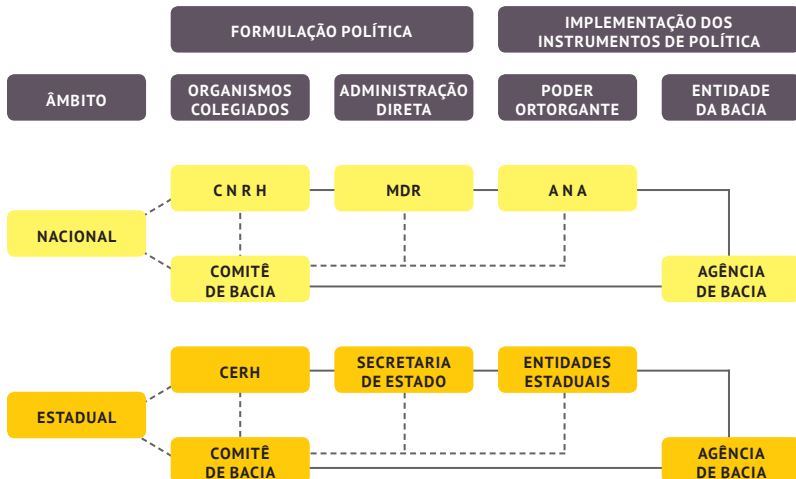 FORMULAÇÃO POLÍTICA
IMPLEMENTAÇÃO DOS
INSTRUMENTOS DE POLÍTICA
ÂMBITO
ORGANISMOS
COLEGIADOS
ADMINISTRAÇÃO
DIRETA
PODER
ORTORGANTE
ENTIDADE
DA BACIA
NACIONAL
C N R H
MDR
A N A
COMITÊ
DE BACIA
AGÊNCIA
DE BACIA
ESTADUAL
CERH
SECRETARIA
DE ESTADO
ENTIDADES
ESTADUAIS
COMITÊ
DE BACIA
AGÊNCIA
DE BACIA